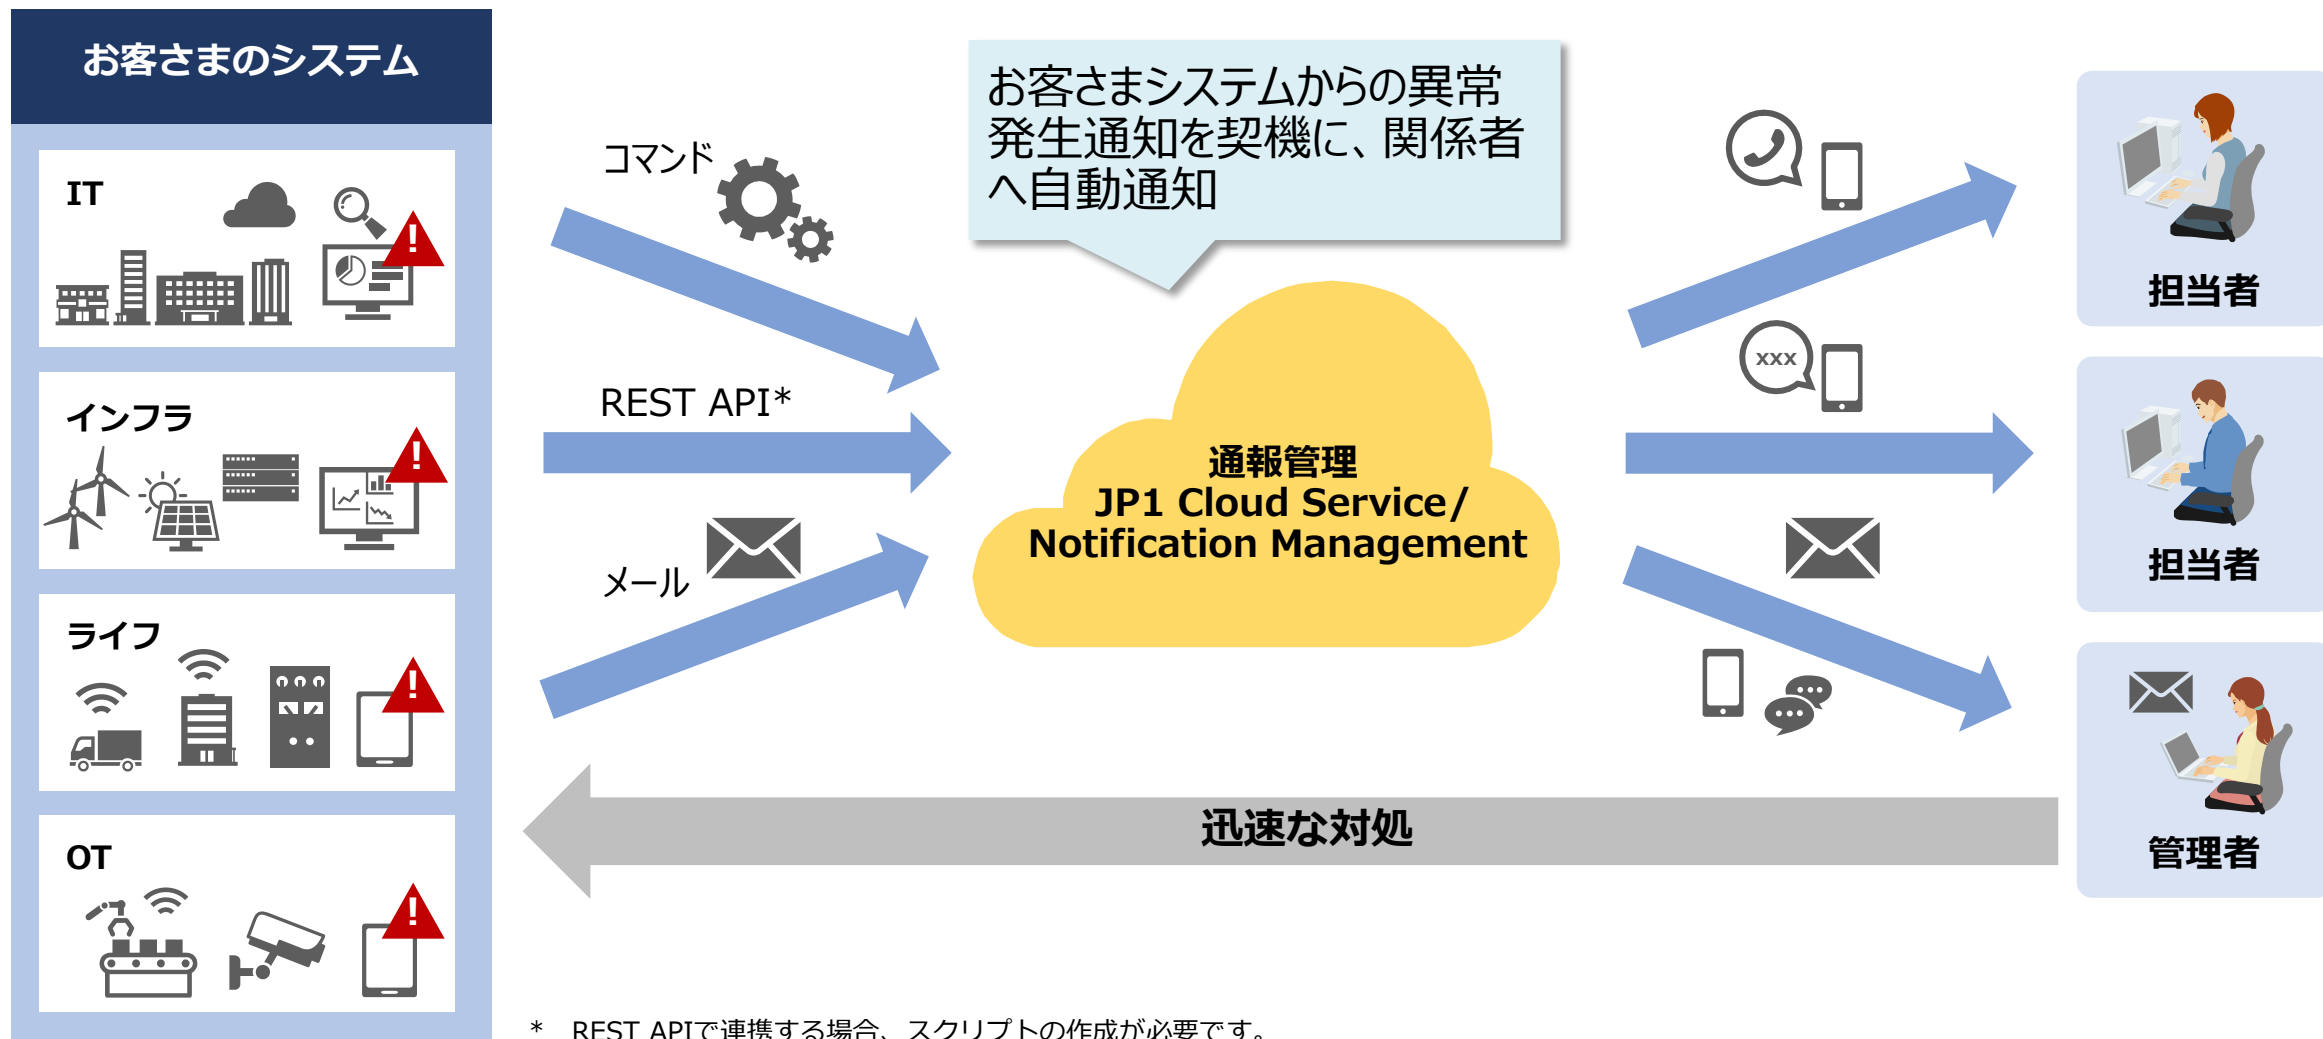 お客さまのシステム
IT
インフラ
ライフ
OT
コマンド
REST API*
メール
お客さまシステムからの異常
発生通知を契機に、関係者
へ自動通知
通報管理
JP1 Cloud Service/
Notification Management
xxx
担当者
担当者
管理者
迅速な対処
* REST APIで連携する場合、スクリプトの作成が必要です。